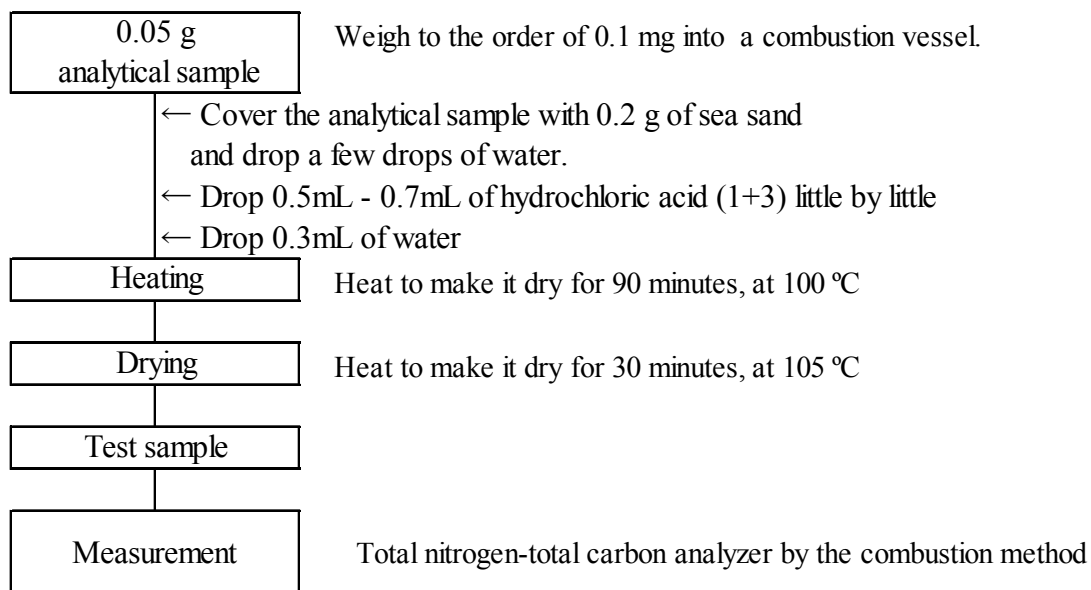 0.05 g
analytical sample
Weigh to the order of 0.1 mg into a combustion vessel.
← Cover the analytical sample with 0.2 g of sea sand
and drop a few drops of water.
← Drop 0.5mL - 0.7mL of hydrochloric acid (1+3) little by little
← Drop 0.3mL of water
Heating
Heat to make it dry for 90 minutes, at 100 ºC
Drying
Heat to make it dry for 30 minutes, at 105 ºC
Test sample
Measurement
Total nitrogen-total carbon analyzer by the combustion method